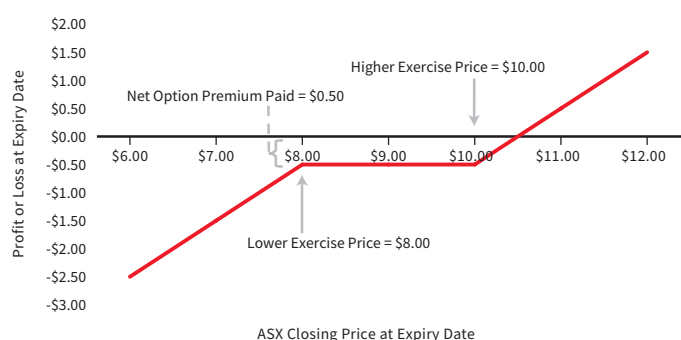 $2.00
$1.50
Higher Exercise Price = $10.00
$1.00
Net Option Premium Paid = $0.50
$0.50
$0.00
$6.00 $7.00 $8.00 $9.00 $10.00 $11.00 $12.00
-$0.50
-$1.00
-$1.50
Lower Exercise Price = $8.00
-$2.00
-$2.50
-$3.00
Profit or Loss at Expiry Date
ASX Closing Price at Expiry Date